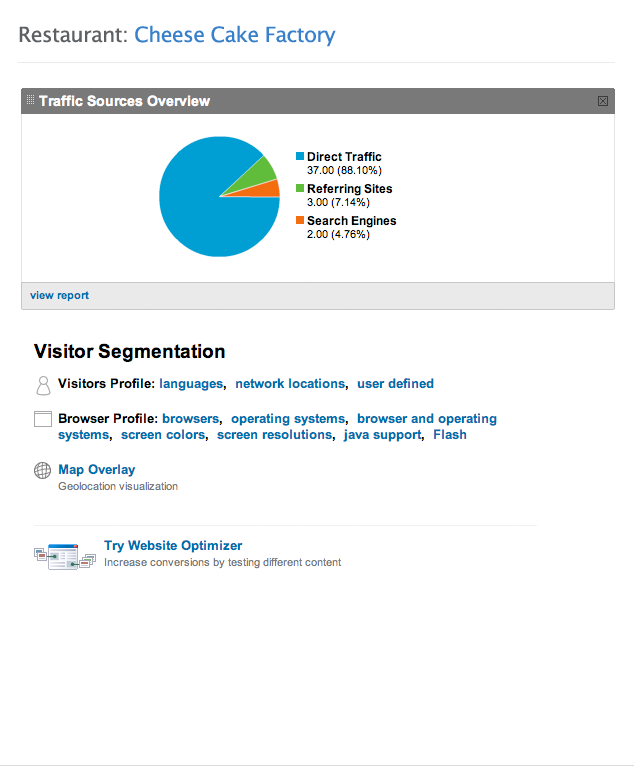 Restaurant: Cheese Cake Factory
Traffic Sources Overview
Direct Traffic
37.00 (88.10%)
Referring Sites
3.00 (7.14%)
Search Engines
2.00 (4.76%)
view report
Visitor Segmentation
Visitors Profile: languages, network locations, user defined
Browser Profile: browsers, operating systems, browser and operating
systems, screen colors, screen resolutions, java support, Flash
Map Overlay
Geolocation visualization
Try Website Optimizer
Increase conversions by testing different content